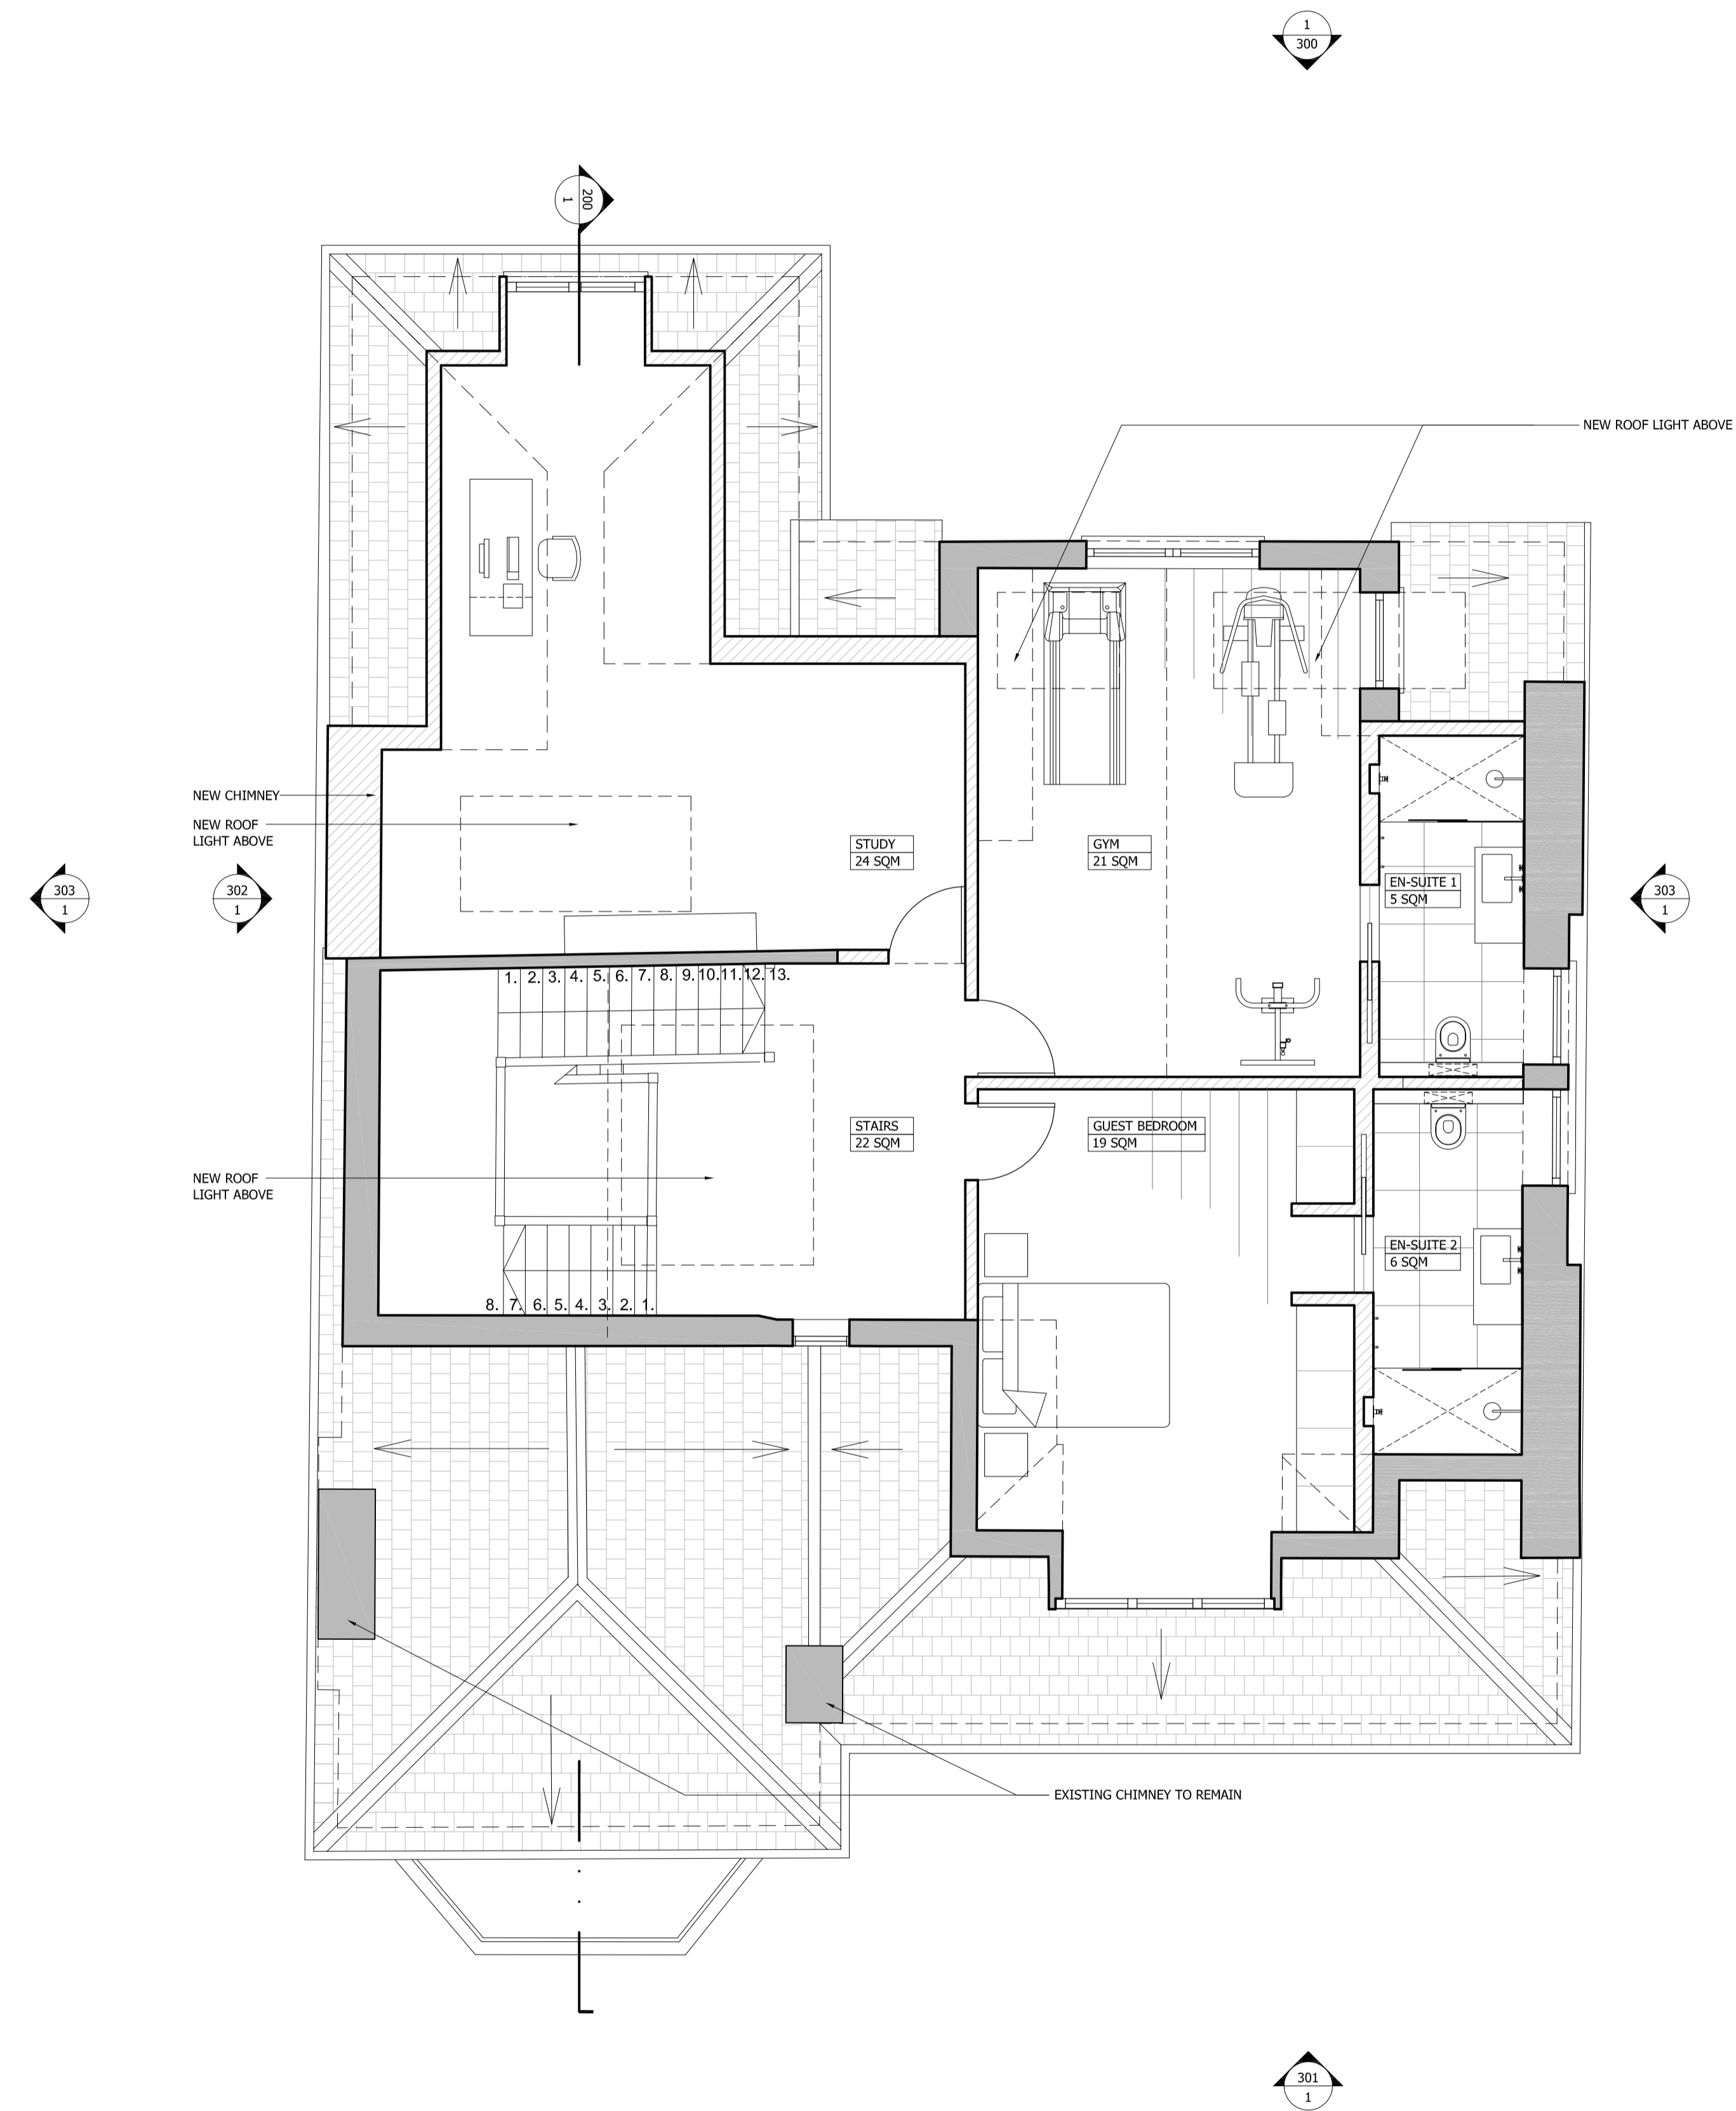 1
300
200
1
NEW ROOF LIGHT ABOVE
NEW CHIMNEY
NEW ROOF
LIGHT ABOVE
STUDY
24 SQM
GYM
21 SQM
EN-SUITE 1
5 SQM
303
1
302
1
303
1
1. 2. 3. 4. 5. 6. 7. 8. 9. 10. 11. 12. 13.
STAIRS
22 SQM
GUEST BEDROOM
19 SQM
NEW ROOF
LIGHT ABOVE
EN-SUITE 2
6 SQM
8. 7. 6. 5. 4. 3. 2. 1.
EXISTING CHIMNEY TO REMAIN
301
1